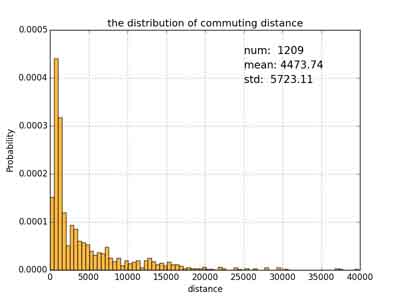 the distribution of commuting distance
0.0005
0.0004
0.0003
0.0002
0.0001
0.0000
Probability
num: 1209
mean: 4473.74
std: 5723.11
0 5000 10000 15000 20000 25000 30000 35000 40000
distance